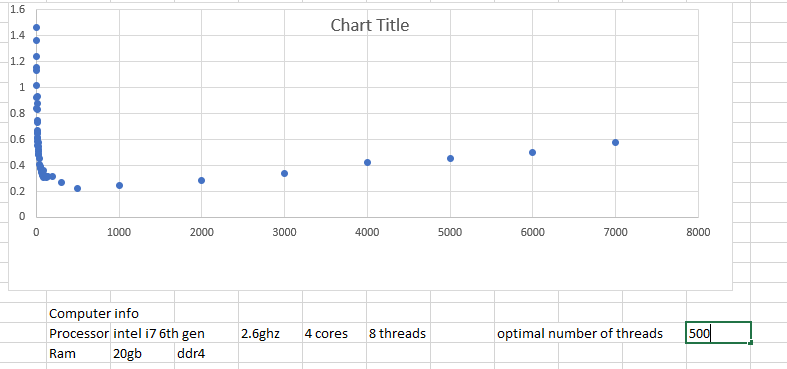 Chart Title
1.6
1.4
1.2
1
0.8
0.6
0.4
0.2
0
0 1000 2000 3000 4000 5000 6000 7000 8000
Computer info
Processor intel i7 6th gen 2.6ghz 4 cores 8 threads optimal number of threads 500
Ram 20gb ddr4